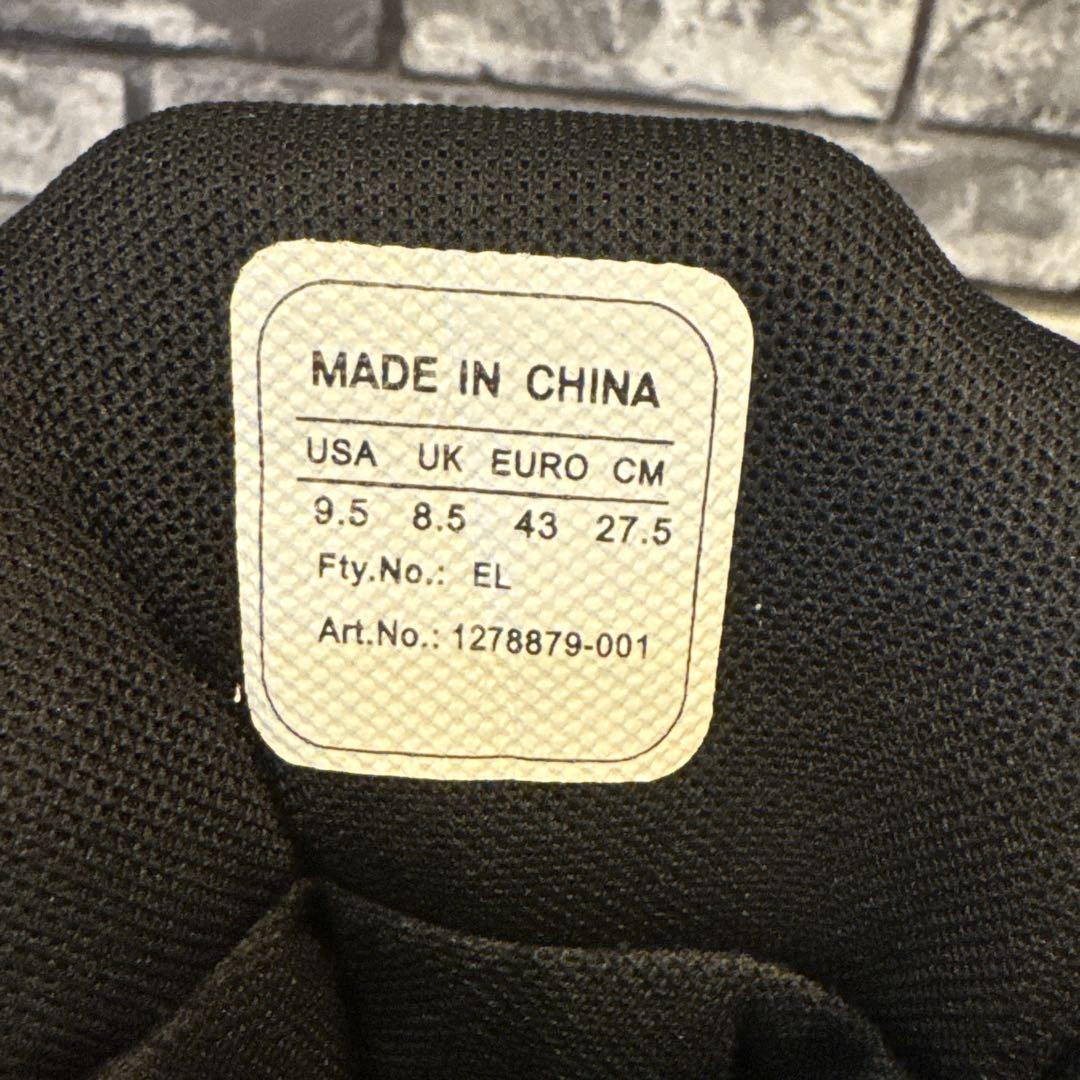 MADE IN CHINA
USA UK EURO CM
9.5 8.5 43 27.5
Fty.No.: EL
Art.No.: 1278879-001